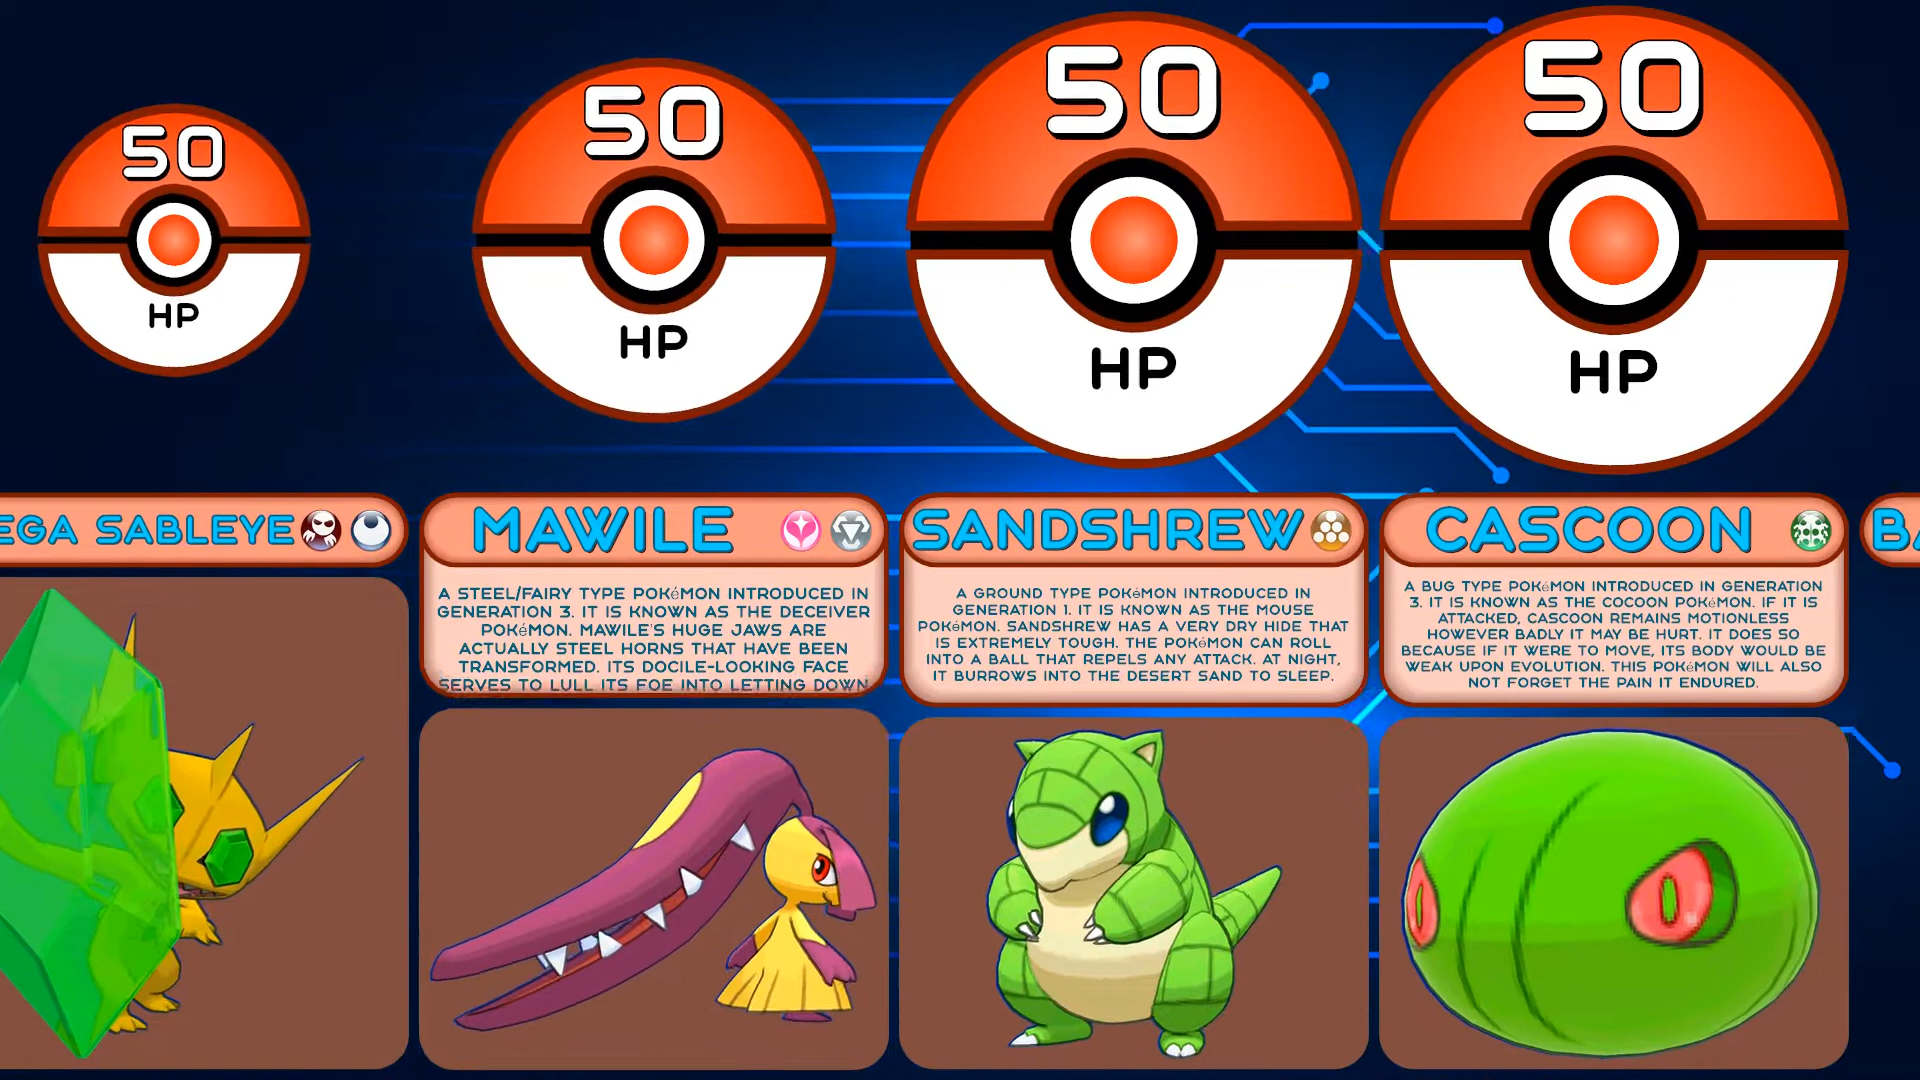 50
HP
50
HP
50
HP
50
HP
EGA SABLEYE
MAWILE
A STEEL/FAIRY TYPE POKéMON INTRODUCED IN
GENERATION 3. IT IS KNOWN AS THE DECEIVER
POKéMON. MAWILE'S HUGE JAWS ARE
ACTUALLY STEEL HORNS THAT HAVE BEEN
TRANSFORMED. ITS DOCILE-LOOKING FACE
SERVES TO LULL ITS FOE INTO LETTING DOWN
SANDSHREW
A GROUND TYPE POKéMON INTRODUCED IN
GENERATION 1. IT IS KNOWN AS THE MOUSE
POKéMON. SANDSHREW HAS A VERY DRY HIDE THAT
IS EXTREMELY TOUGH. THE POKéMON CAN ROLL
INTO A BALL THAT REPELS ANY ATTACK. AT NIGHT,
IT BURROWS INTO THE DESERT SAND TO SLEEP.
CASCOON
A BUG TYPE POKéMON INTRODUCED IN GENERATION
3. IT IS KNOWN AS THE COCOON POKéMON. IF IT IS
ATTACKED, CASCOON REMAINS MOTIONLESS
HOWEVER BADLY IT MAY BE HURT. IT DOES SO
BECAUSE IF IT WERE TO MOVE, ITS BODY WOULD BE
WEAK UPON EVOLUTION. THIS POKéMON WILL ALSO
NOT FORGET THE PAIN IT ENDURED.